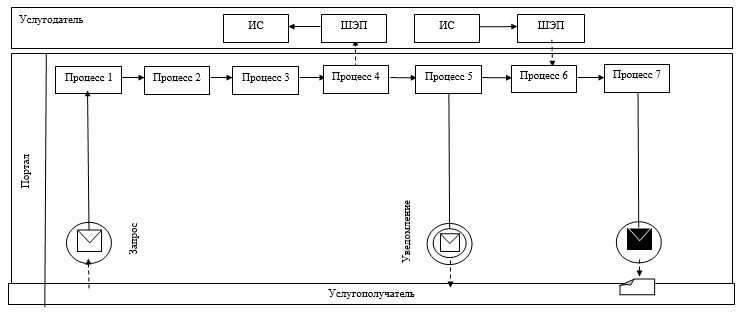 Услугодатель
ИС
ШЭП
ИС
ШЭП
Процесс 1
Процесс 2
Процесс 3
Процесс 4
Процесс 5
Процесс 6
Процесс 7
Портал
Запрос
Уведомление
Услугополучатель